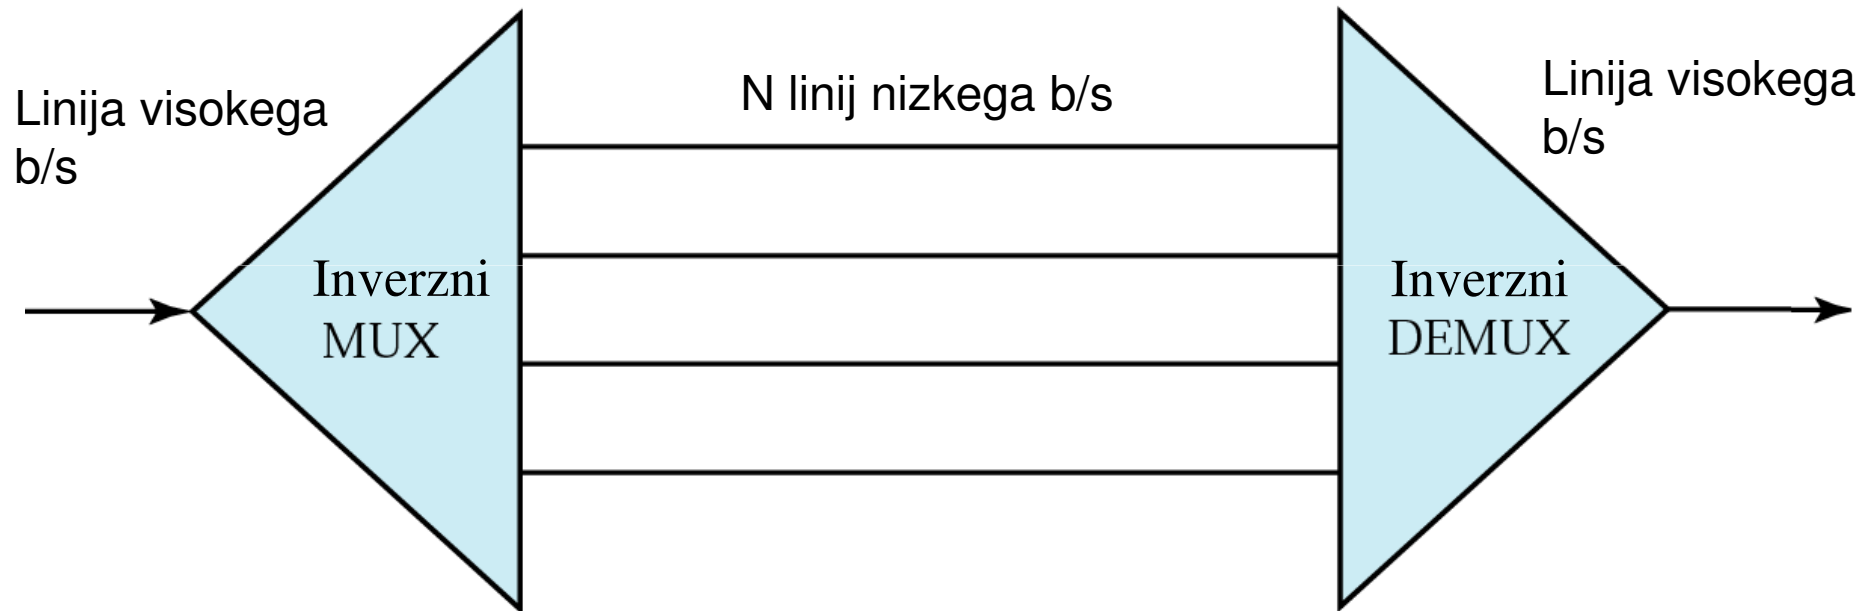 Linija visokega
b/s
N linij nizkega b/s
Linija visokega
b/s
Inverzni
MUX
Inverzni
DEMUX